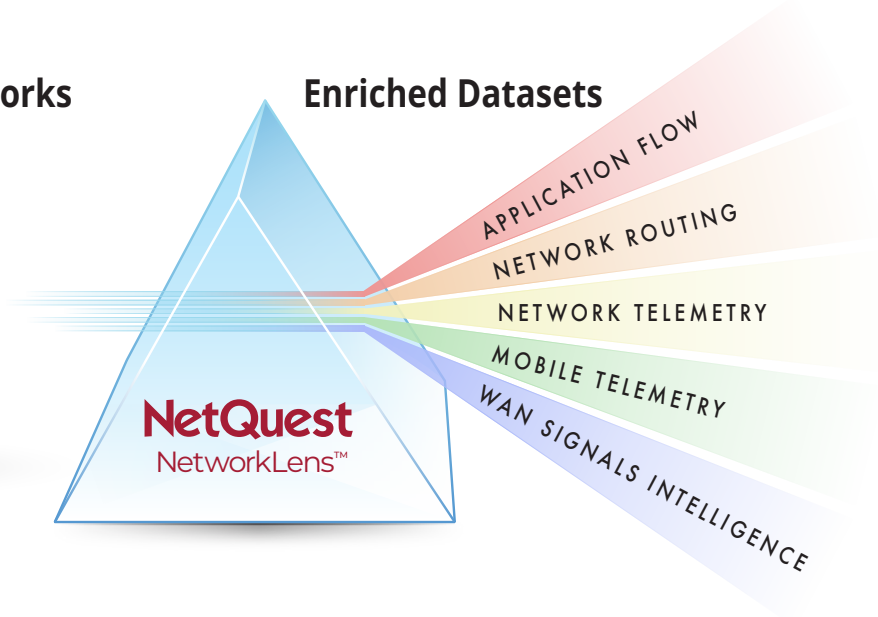 orks
Enriched Datasets
APPLICATION FLOW
NETWORK ROUTING
NETWORK TELEMETRY
MOBILE TELEMETRY
WAN SIGNALS INTELLIGENCE
NetQuest
NetworkLens™